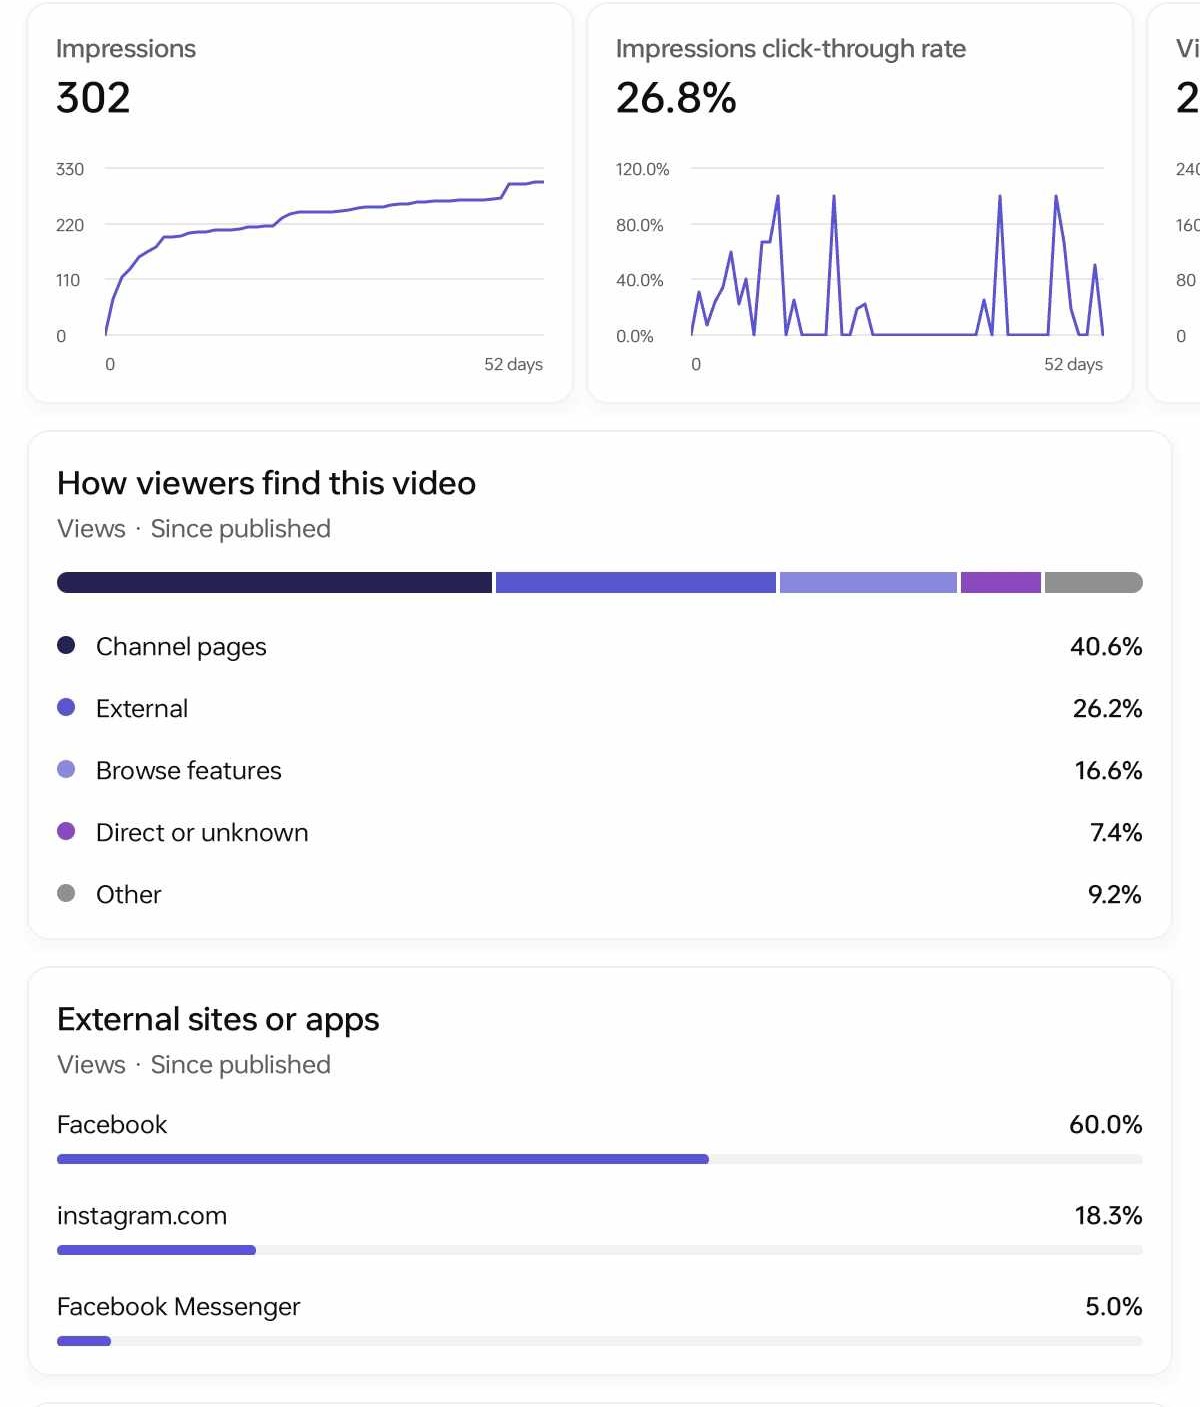 Impressions
302
330
220
110
0
0
52 days
Impressions click-through rate
26.8%
120.0%
80.0%
40.0%
0.0%
0
52 days
Vi
2
240
160
80
0
How viewers find this video
Views · Since published
Channel pages 40.6%
External 26.2%
Browse features 16.6%
Direct or unknown 7.4%
Other 9.2%
External sites or apps
Views · Since published
Facebook 60.0%
instagram.com 18.3%
Facebook Messenger 5.0%